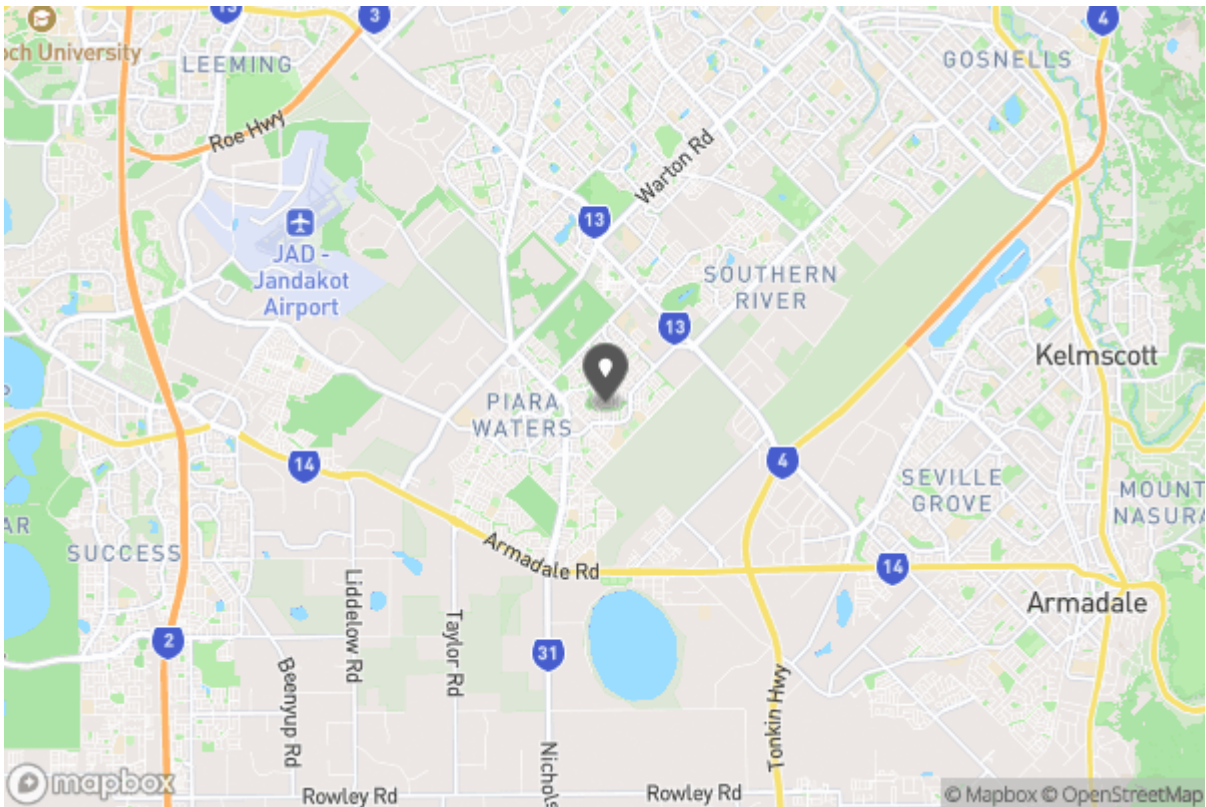 13
3
4
och University
LEEMING
GOSNELLS
Roe Hwy
Warton Rd
13
JAD -
Jandakot
Airport
SOUTHERN
RIVER
13
Kelmscott
PIARA
WATERS
14
4
SEVILLE
GROVE
MOUNT
NASURA
AR
SUCCESS
Armadale Rd
14
Armadale
Liddelow Rd
Taylor Rd
2
31
Beenyup Rd
Tonkin Hwy
Nichols
mapbox
Rowley Rd
Rowley Rd
© Mapbox © OpenStreetMap